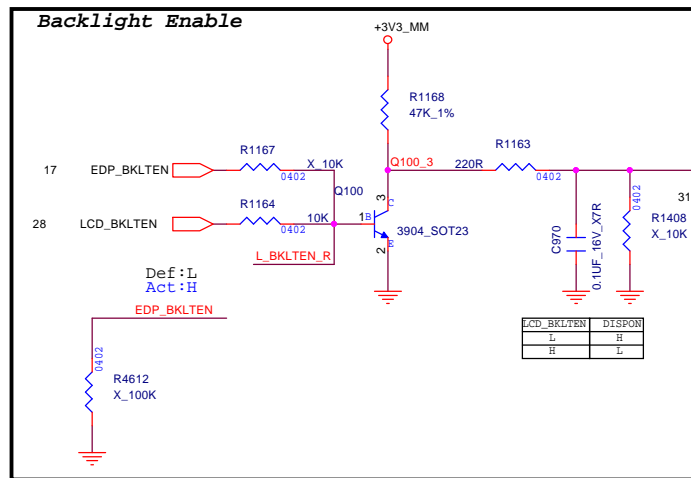 Backlight Enable
+3V3_MM
R1168
47K_1%
R1167
R1163
17
EDP_BKLTEN
X_10K
Q100_3
220R
0402
0402
Q100
R1164
3
C
0402
31
28
LCD_BKLTEN
10K
1
B
3904_SOT23
R1408
X_10K
0402
2
E
C970
0.1UF_16V_X7R
L_BKLTEN_R
Def:L
Act:H
EDP_BKLTEN
LCD_BKLTEN DISPON
L H
H L
0402
R4612
X_100K